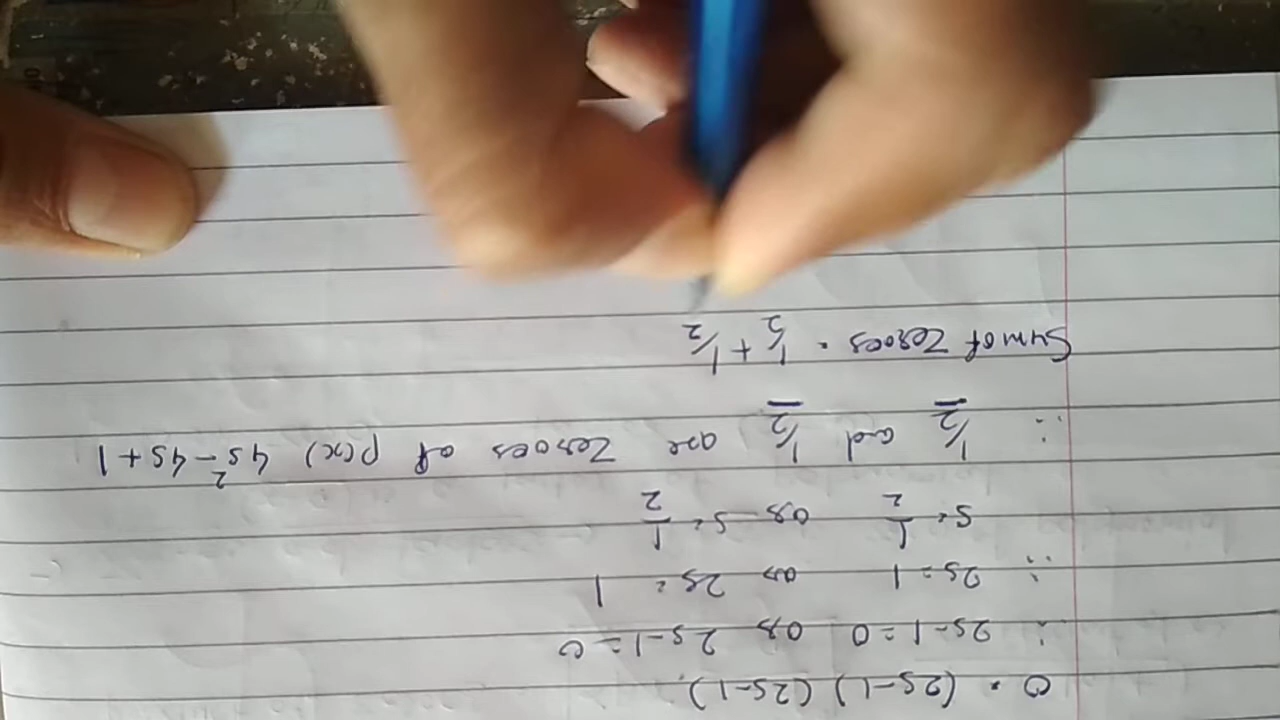 0 = (2s-1) (2s-1),
∴ 2s-1=0 or 2s-1=0
∴ 2s=1 or 2s= 1
s= 1/2 or s= 1/2
∴ 1/2 and 1/2 are Zeroes of P(x) 4s²-4s+1
Sum of Zeroes = 1/2 + 1/2